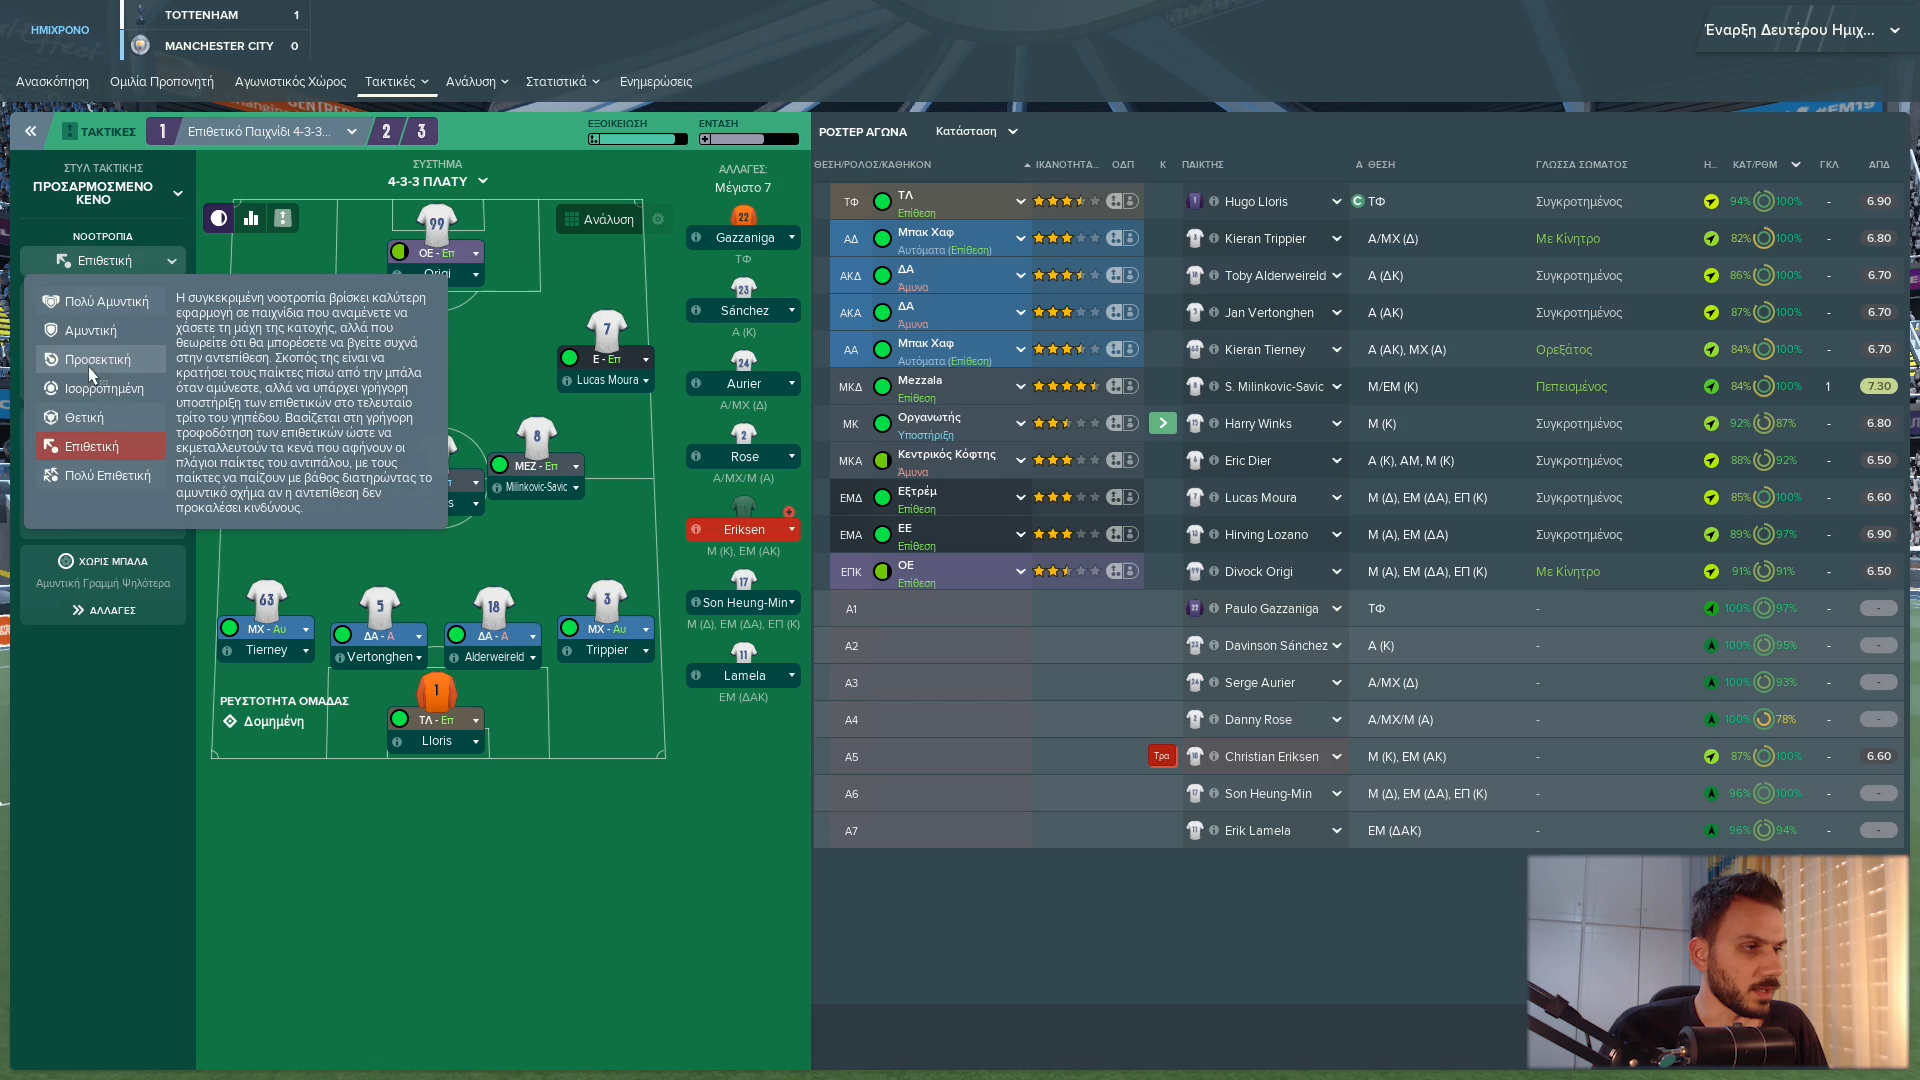 ΗΜΙΧΡΟΝΟ
TOTTENHAM 1
MANCHESTER CITY 0
Έναρξη Δευτέρου Ημιχ...
Ανασκόπηση Ομιλία Προπονητή Αγωνιστικός Χώρος Τακτικές Ανάλυση Στατιστικά Ενημερώσεις
ΤΑΚΤΙΚΕΣ 1 Επιθετικό Παιχνίδι 4-3-3... 2 3
ΕΞΟΙΚΕΙΩΣΗ ΕΝΤΑΣΗ
ΣΤΥΛ ΤΑΚΤΙΚΗΣ
ΠΡΟΣΑΡΜΟΣΜΕΝΟ
ΚΕΝΟ
ΝΟΟΤΡΟΠΙΑ
Επιθετική
Πολύ Αμυντική
Αμυντική
Προσεκτική
Ισορροπημένη
Θετική
Επιθετική
Πολύ Επιθετική
Η συγκεκριμένη νοοτροπία βρίσκει καλύτερη
εφαρμογή σε παιχνίδια που αναμένετε να
χάσετε τη μάχη της κατοχής, αλλά που
θεωρείτε ότι θα μπορέσετε να βγείτε συχνά
στην αντεπίθεση. Σκοπός της είναι να
κρατήσει τους παίκτες πίσω από την μπάλα
όταν αμύνεστε, αλλά να υπάρχει γρήγορη
υποστήριξη των επιθετικών στο τελευταίο
τρίτο του γηπέδου. Βασίζεται στη γρήγορη
τροφοδότηση των επιθετικών ώστε να
εκμεταλλευτούν τα κενά που αφήνουν οι
πλάγιοι παίκτες του αντιπάλου, με τους
παίκτες να παίζουν με βάθος διατηρώντας το
αμυντικό σχήμα αν η αντεπίθεση δεν
προκαλέσει κινδύνους.
ΧΩΡΙΣ ΜΠΑΛΑ
Αμυντική Γραμμή Ψηλότερα
ΑΛΛΑΓΕΣ
ΣΥΣΤΗΜΑ
4-3-3 ΠΛΑΤΥ
Ανάλυση
99
ΟΕ - Επ
Origi
7
Ε - Επ
Lucas Moura
8
ΜΕΖ - Επ
Milinkovic-Savic
63
ΜΧ - Αυ
Tierney
5
ΔΑ - Α
Vertonghen
18
ΔΑ - Α
Alderweireld
3
ΜΧ - Αυ
Trippier
1
ΤΛ - Επ
Lloris
ΡΕΥΣΤΟΤΗΤΑ ΟΜΑΔΑΣ
Δομημένη
ΑΛΛΑΓΕΣ:
Μέγιστο 7
22
Gazzaniga
ΤΦ
23
Sánchez
Α (Κ)
24
Aurier
Α/ΜΧ (Δ)
2
Rose
Α/ΜΧ/Μ (Α)
Eriksen
Μ (Κ), ΕΜ (ΑΚ)
17
Son Heung-Min
Μ (Δ), ΕΜ (ΔΑ), ΕΠ (Κ)
11
Lamela
ΕΜ (ΔΑΚ)
ΡΟΣΤΕΡ ΑΓΩΝΑ Κατάσταση
ΘΕΣΗ/ΡΟΛΟΣ/ΚΑΘΗΚΟΝ ΙΚΑΝΟΤΗΤΑ... ΟΔΠ Κ ΠΑΙΚΤΗΣ Α ΘΕΣΗ ΓΛΩΣΣΑ ΣΩΜΑΤΟΣ Η... ΚΑΤ/ΡΘΜ ΓΚΛ ΑΠΔ
ΤΦ ΤΛ Επίθεση Hugo Lloris C ΤΦ Συγκροτημένος 94% 100% - 6.90
ΑΔ Μπακ Χαφ Αυτόματα (Επίθεση) Kieran Trippier Α/ΜΧ (Δ) Με Κίνητρο 82% 100% - 6.80
ΑΚΔ ΔΑ Άμυνα Toby Alderweireld Α (ΔΚ) Συγκροτημένος 86% 100% - 6.70
ΑΚΑ ΔΑ Άμυνα Jan Vertonghen Α (ΑΚ) Συγκροτημένος 87% 100% - 6.70
ΑΑ Μπακ Χαφ Αυτόματα (Επίθεση) Kieran Tierney Α (ΑΚ), ΜΧ (Α) Ορεξάτος 84% 100% - 6.70
ΜΚΔ Mezzala Επίθεση S. Milinkovic-Savic Μ/ΕΜ (Κ) Πεπεισμένος 84% 100% 1 7.30
ΜΚ Οργανωτής Υποστήριξη Harry Winks Μ (Κ) Συγκροτημένος 92% 87% - 6.80
ΜΚΑ Κεντρικός Κόφτης Άμυνα Eric Dier Α (Κ), ΑΜ, Μ (Κ) Συγκροτημένος 88% 92% - 6.50
ΕΜΔ Εξτρέμ Επίθεση Lucas Moura Μ (Δ), ΕΜ (ΔΑ), ΕΠ (Κ) Συγκροτημένος 85% 100% - 6.60
ΕΜΑ ΕΕ Επίθεση Hirving Lozano Μ (Α), ΕΜ (ΔΑ) Συγκροτημένος 89% 97% - 6.90
ΕΠΚ ΟΕ Επίθεση Divock Origi Μ (Α), ΕΜ (ΔΑ), ΕΠ (Κ) Με Κίνητρο 91% 91% - 6.50
Α1 Paulo Gazzaniga ΤΦ - 100% 97% - -
Α2 Davinson Sánchez Α (Κ) - 100% 95% - -
Α3 Serge Aurier Α/ΜΧ (Δ) - 100% 93% - -
Α4 Danny Rose Α/ΜΧ/Μ (Α) - 100% 78% - -
Α5 Τρα Christian Eriksen Μ (Κ), ΕΜ (ΑΚ) - 87% 100% - 6.60
Α6 Son Heung-Min Μ (Δ), ΕΜ (ΔΑ), ΕΠ (Κ) - 96% 100% - -
Α7 Erik Lamela ΕΜ (ΔΑΚ) - 96% 94% - -